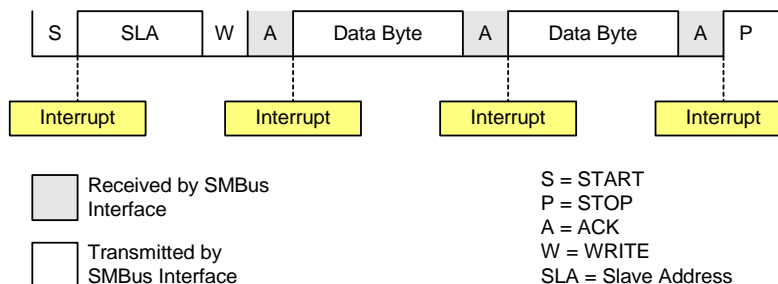 S SLA W A Data Byte A Data Byte A P
Interrupt Interrupt Interrupt Interrupt
Received by SMBus
Interface
Transmitted by
SMBus Interface
S = START
P = STOP
A = ACK
W = WRITE
SLA = Slave Address